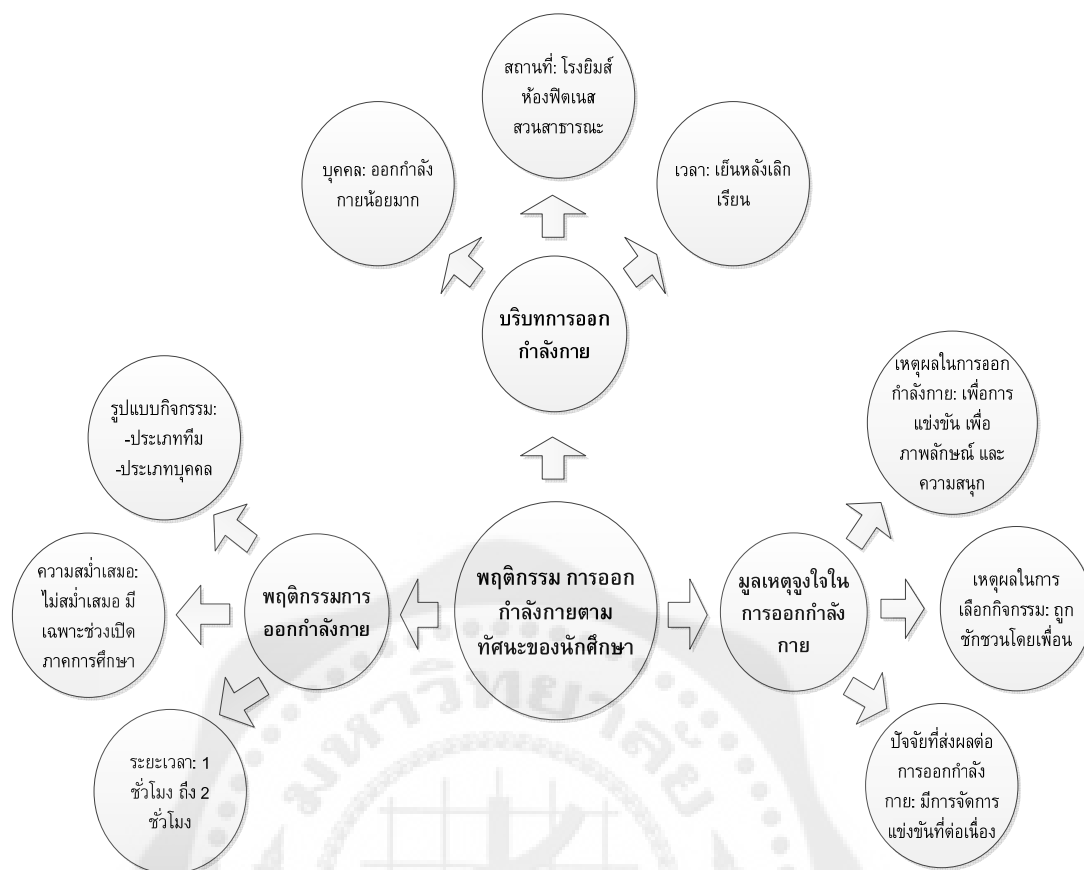 สถานที่: โรงยิมส์
ห้องฟิตเนส
สวนสาธารณะ
บุคคล: ออกกำลัง
กายน้อยมาก
เวลา: เย็นหลังเลิก
เรียน
บริบทการออก
กำลังกาย
เหตุผลในการออก
กำลังกาย: เพื่อการ
แข่งขัน เพื่อ
ภาพลักษณ์ และ
ความสนุก
รูปแบบกิจกรรม:
-ประเภททีม
-ประเภทบุคคล
ความสม่ำเสมอ:
ไม่สม่ำเสมอ มี
เฉพาะช่วงเปิด
ภาคการศึกษา
พฤติกรรมการ
ออกกำลังกาย
พฤติกรรม การออก
กำลังกายตาม
ทัศนะของนักศึกษา
มูลเหตุจูงใจใน
การออกกำลัง
กาย
เหตุผลในการ
เลือกกิจกรรม: ถูก
ชักชวนโดยเพื่อน
ระยะเวลา: 1
ชั่วโมง ถึง 2
ชั่วโมง
ปัจจัยที่ส่งผลต่อ
การออกกำลัง
กาย: มีการจัดการ
แข่งขันที่ต่อเนื่อง
มหาวิทยาลัย